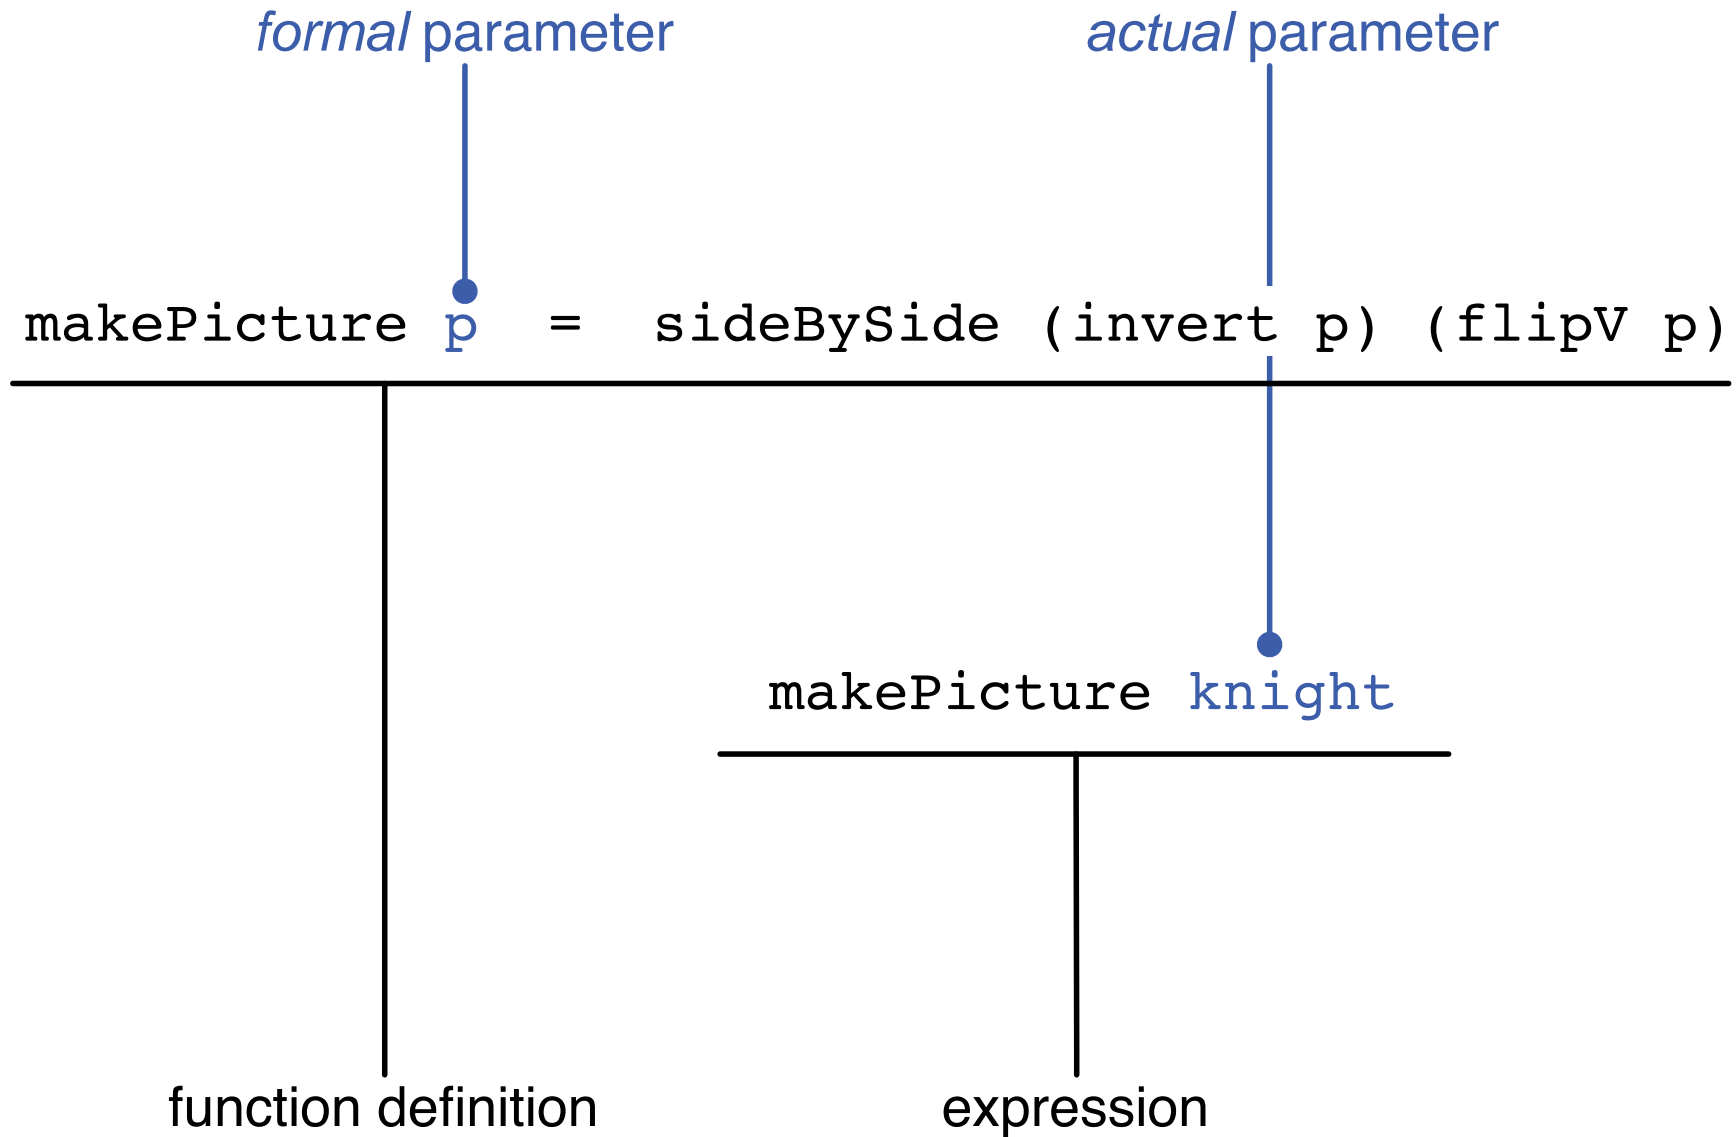 formal parameter actual parameter
makePicture p = sideBySide (invert p) (flipV p)
makePicture knight
function definition expression